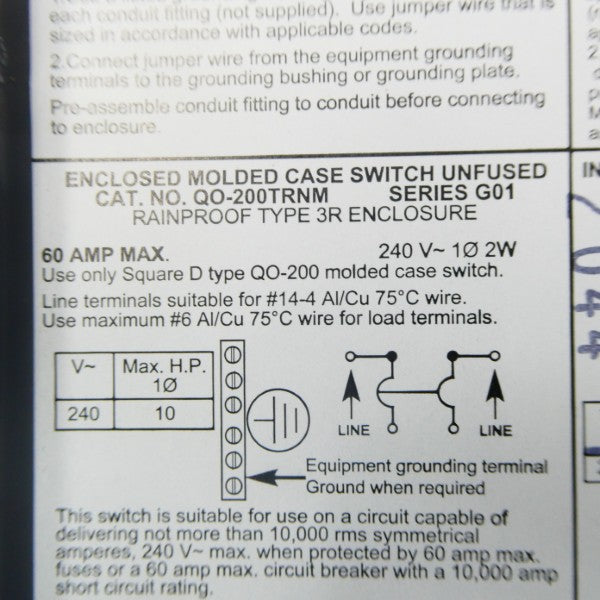 each conduit fitting (not supplied). Use jumper wire that is
sized in accordance with applicable codes.
2.Connect jumper wire from the equipment grounding
terminals to the grounding bushing or grounding plate.
Pre-assemble conduit fitting to conduit before connecting
to enclosure.
ENCLOSED MOLDED CASE SWITCH UNFUSED
CAT. NO. QO-200TRNM SERIES G01
RAINPROOF TYPE 3R ENCLOSURE
60 AMP MAX. 240 V~ 1Ø 2W
Use only Square D type QO-200 molded case switch.
Line terminals suitable for #14-4 Al/Cu 75°C wire.
Use maximum #6 Al/Cu 75°C wire for load terminals.
V~ Max. H.P.
1Ø
240 10
LINE LINE
Equipment grounding terminal
Ground when required
This switch is suitable for use on a circuit capable of
delivering not more than 10,000 rms symmetrical
amperes, 240 V~ max. when protected by 60 amp max.
fuses or a 60 amp max. circuit breaker with a 10,000 amp
short circuit rating.